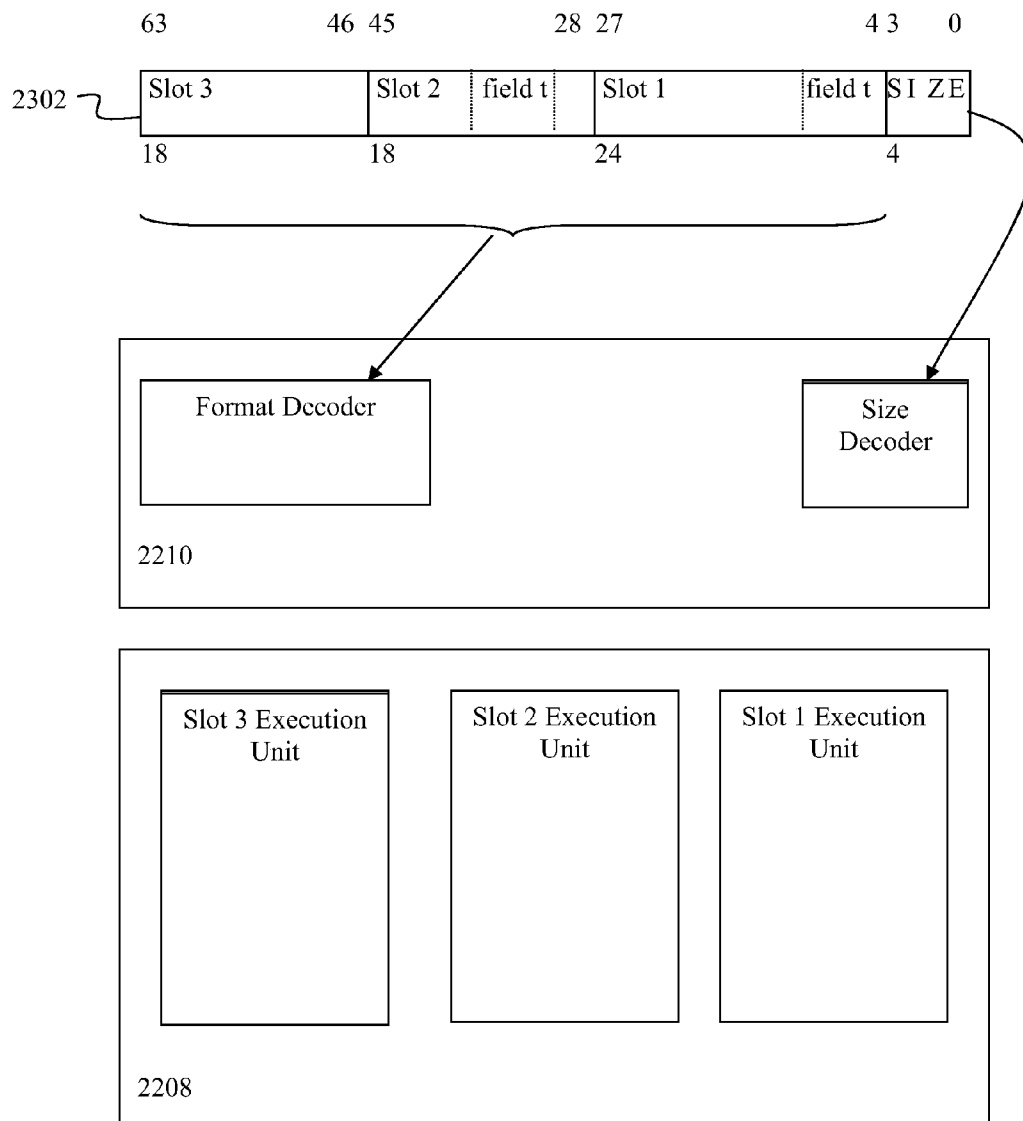 63 46 45 28 27 4 3 0
2302
Slot 3 Slot 2 field t Slot 1 field t SIZE
18 18 24 4
Format Decoder
Size
Decoder
2210
Slot 3 Execution
Unit
Slot 2 Execution
Unit
Slot 1 Execution
Unit
2208